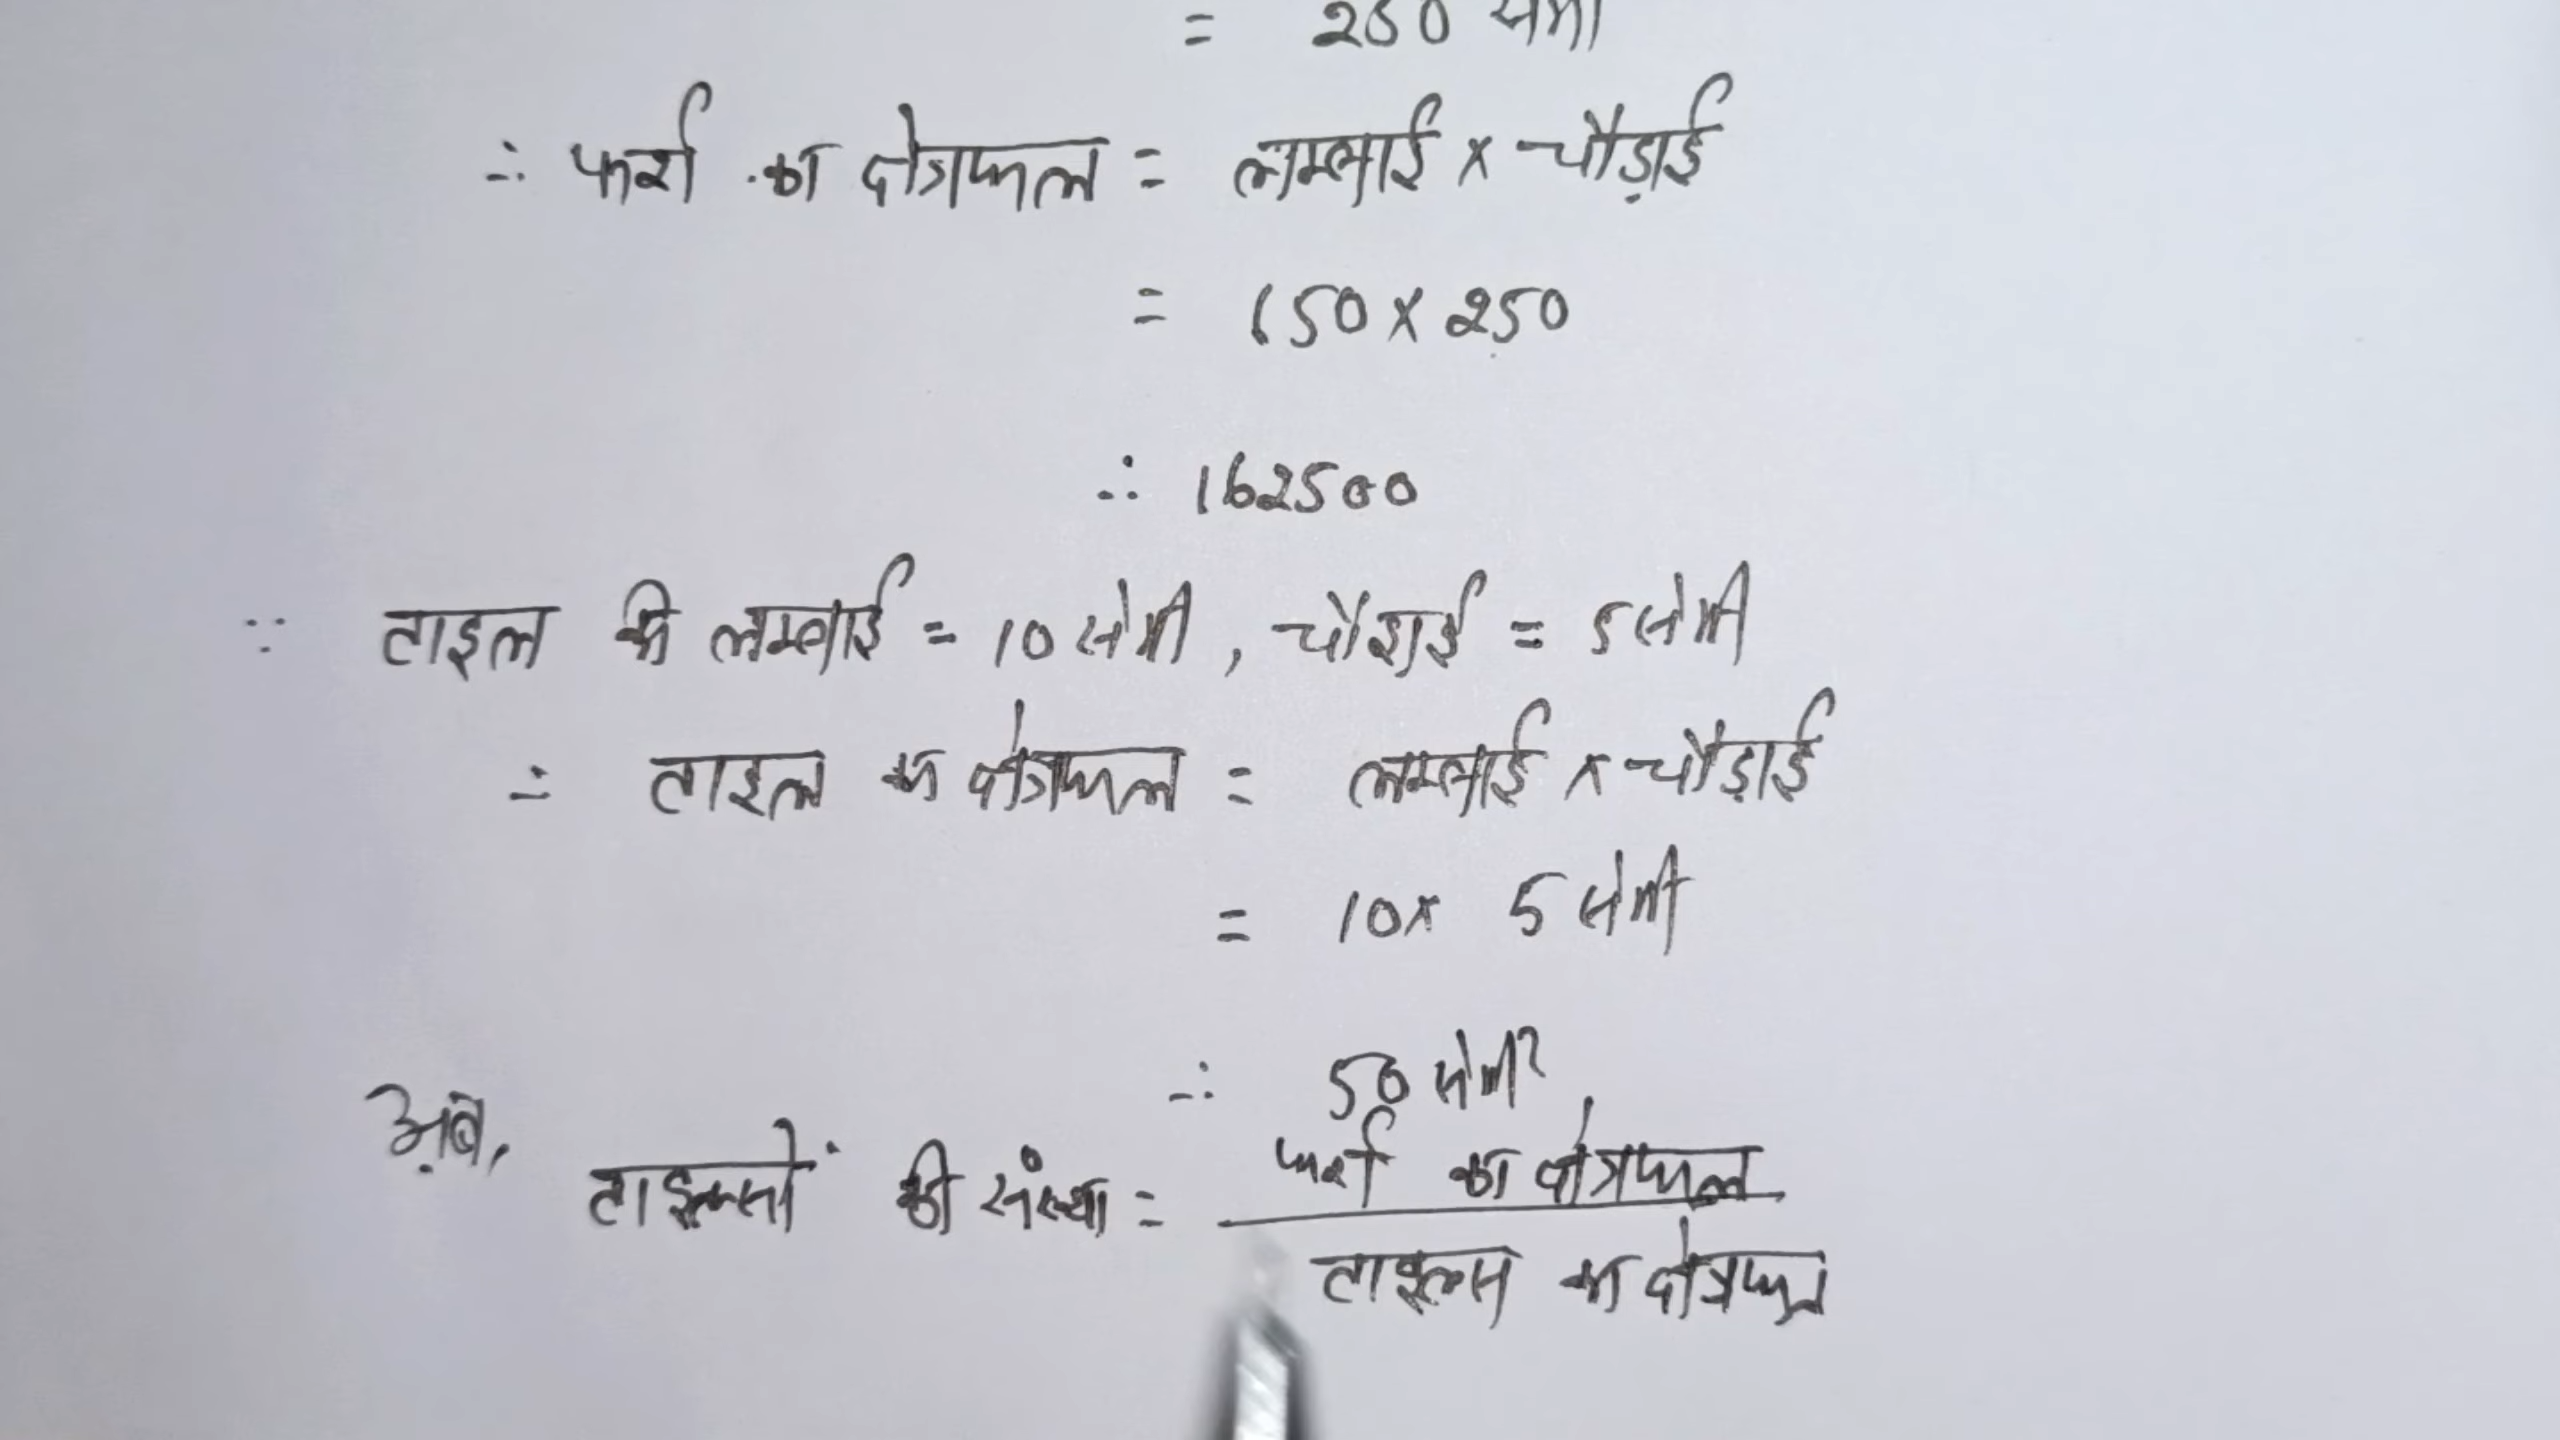 = 250 सेमी
∴ फर्श का क्षेत्रफल = लम्बाई × चौड़ाई
= 650 × 250
∴ 162500
∵ टाइल की लम्बाई = 10 सेमी, चौड़ाई = 5 सेमी
∴ टाइल का क्षेत्रफल = लम्बाई × चौड़ाई
= 10 × 5 सेमी
∴ 50 सेमी²
अब, टाइल्सों की संख्या = फर्श का क्षेत्रफल
टाइल्स का क्षेत्रफल